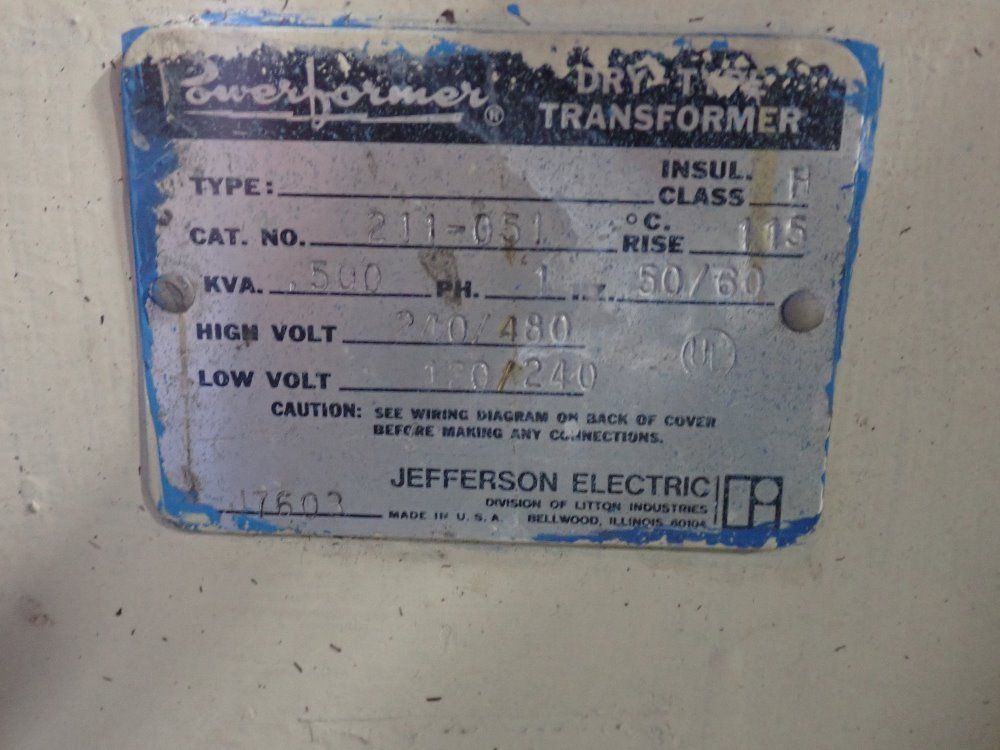 Powerformer ®
DRY TYPE
TRANSFORMER
TYPE:
INSUL. CLASS H
CAT. NO. 211-051 °C. RISE 115
KVA. .500 PH. 1 Hz. 50/60
HIGH VOLT 240/480
LOW VOLT 120/240
UL
CAUTION: SEE WIRING DIAGRAM ON BACK OF COVER
BEFORE MAKING ANY CONNECTIONS.
JEFFERSON ELECTRIC
DIVISION OF LITTON INDUSTRIES
J7603 MADE IN U.S.A. BELLWOOD, ILLINOIS 60104